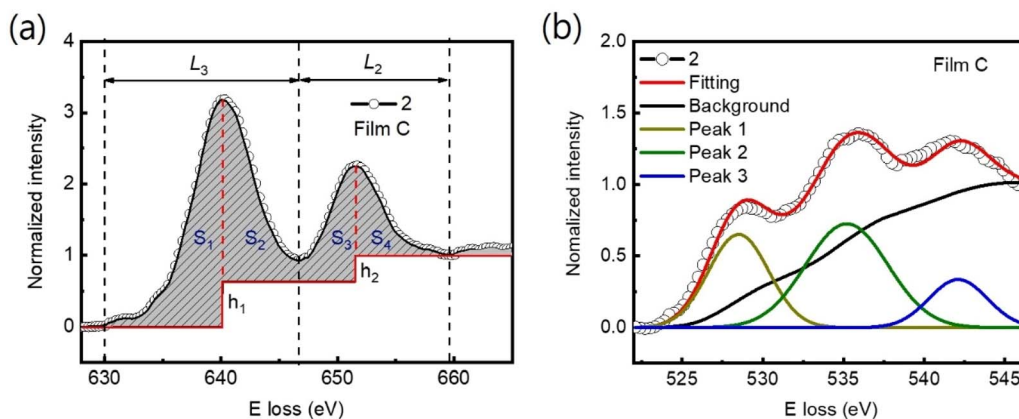 (a)
4
3
2
1
0
Normalized intensity
L3
L2
2
Film C
S1
S2
S3
S4
h1
h2
630
640
650
660
E loss (eV)
(b)
2.0
1.5
1.0
0.5
0.0
Normalized intensity
2
Film C
Fitting
Background
Peak 1
Peak 2
Peak 3
525
530
535
540
545
E loss (eV)